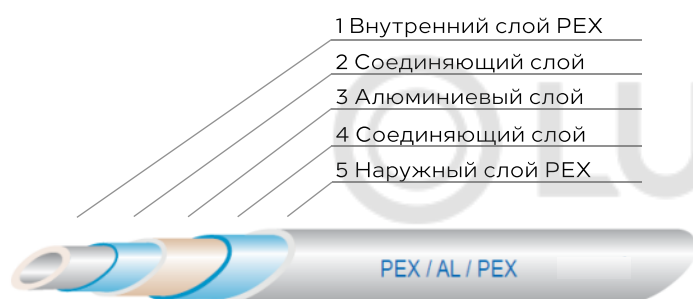 1 Внутренний слой PEX
2 Соединяющий слой
3 Алюминиевый слой
4 Соединяющий слой
5 Наружный слой PEX
LU
PEX / AL / PEX